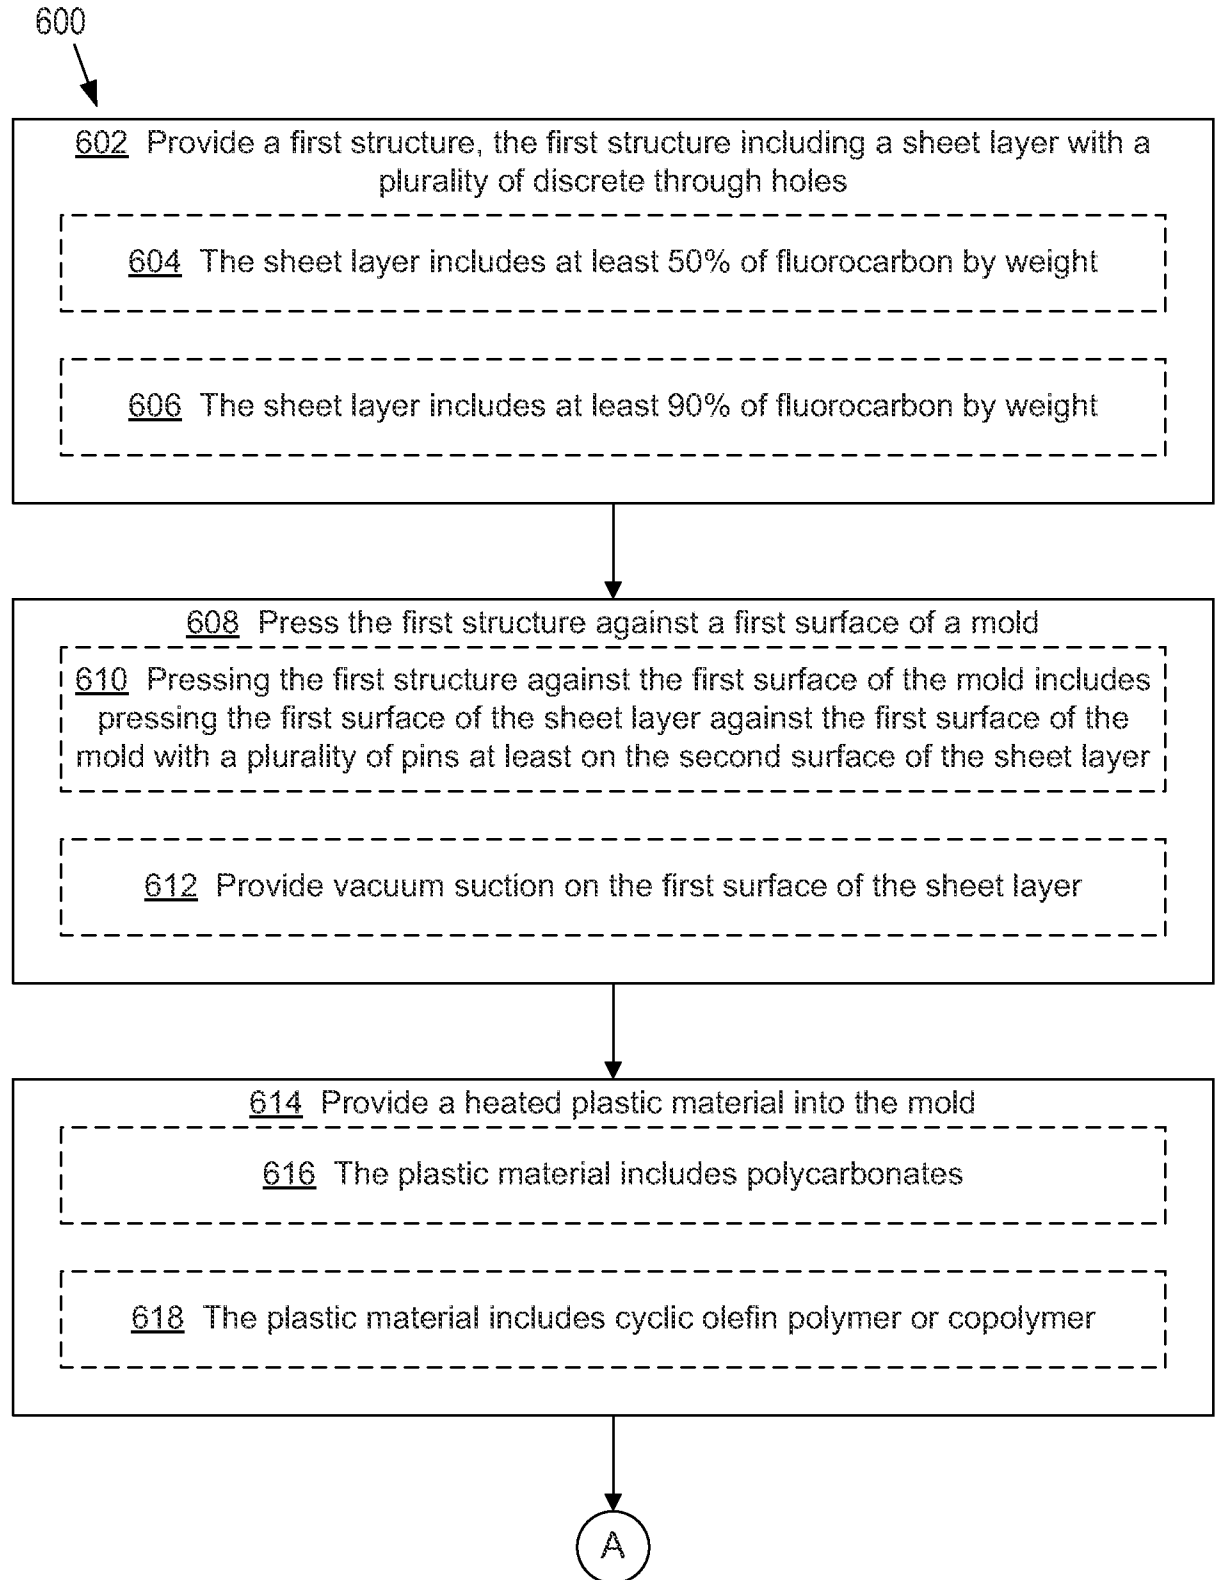 600
602 Provide a first structure, the first structure including a sheet layer with a
plurality of discrete through holes
604 The sheet layer includes at least 50% of fluorocarbon by weight
606 The sheet layer includes at least 90% of fluorocarbon by weight
608 Press the first structure against a first surface of a mold
610 Pressing the first structure against the first surface of the mold includes
pressing the first surface of the sheet layer against the first surface of the
mold with a plurality of pins at least on the second surface of the sheet layer
612 Provide vacuum suction on the first surface of the sheet layer
614 Provide a heated plastic material into the mold
616 The plastic material includes polycarbonates
618 The plastic material includes cyclic olefin polymer or copolymer
A